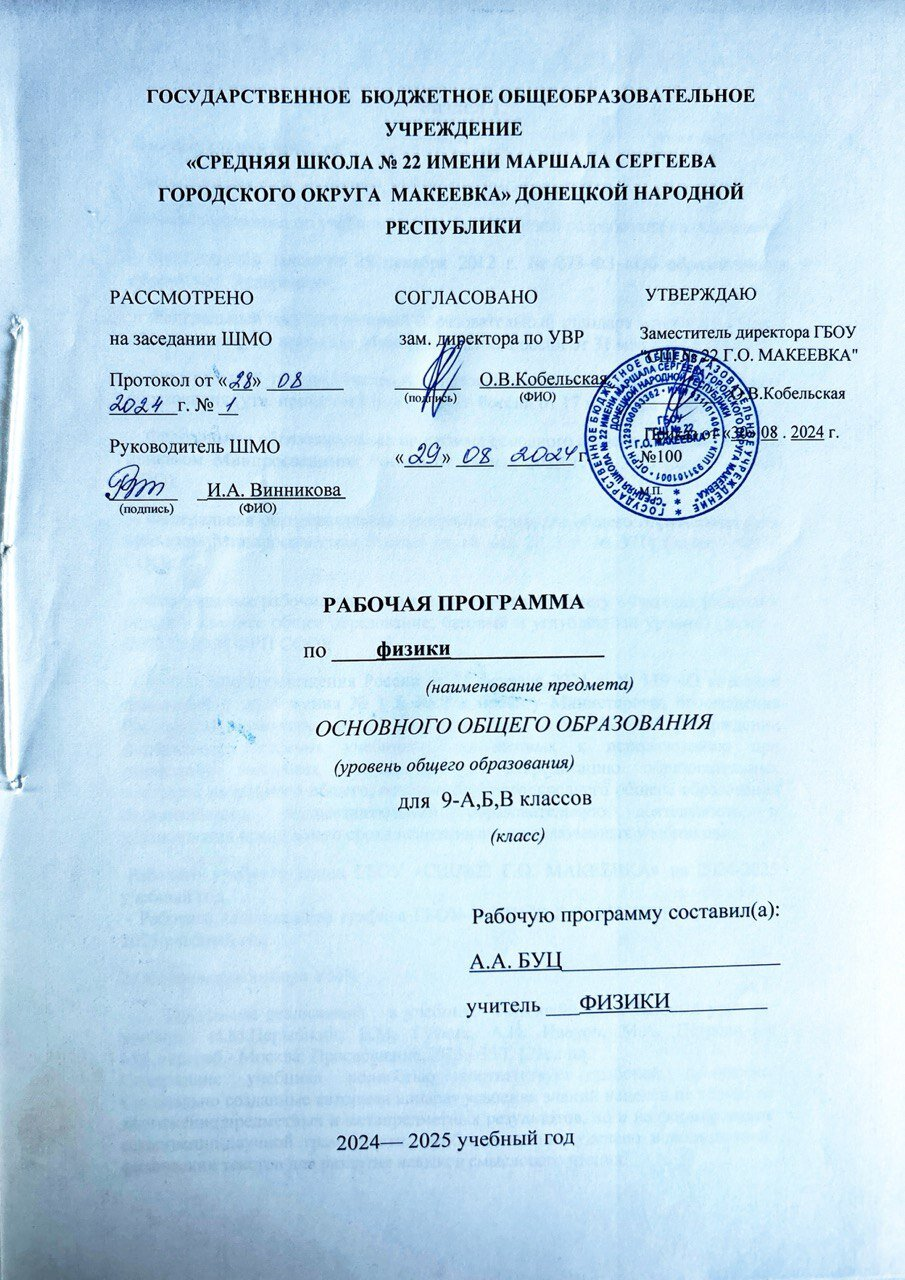 ГОСУДАРСТВЕННОЕ БЮДЖЕТНОЕ ОБЩЕОБРАЗОВАТЕЛЬНОЕ
УЧРЕЖДЕНИЕ
«СРЕДНЯЯ ШКОЛА № 22 ИМЕНИ МАРШАЛА СЕРГЕЕВА
ГОРОДСКОГО ОКРУГА МАКЕЕВКА» ДОНЕЦКОЙ НАРОДНОЙ
РЕСПУБЛИКИ
РАССМОТРЕНО
на заседании ШМО
Протокол от «28» 08
2024 г. № 1
Руководитель ШМО
И.А. Винникова
(подпись) (ФИО)
СОГЛАСОВАНО
зам. директора по УВР
О.В.Кобельская
(подпись) (ФИО)
«29» 08 2024 г.
УТВЕРЖДАЮ
Заместитель директора ГБОУ
22 Г.О. МАКЕЕВКА"
О.В.Кобельская
от «30» 08 . 2024 г.
№100
М.П.
РАБОЧАЯ ПРОГРАММА
по физики
(наименование предмета)
ОСНОВНОГО ОБЩЕГО ОБРАЗОВАНИЯ
(уровень общего образования)
для 9-А,Б,В классов
(класс)
Рабочую программу составил(а):
А.А. БУЦ
учитель ФИЗИКИ
2024— 2025 учебный год